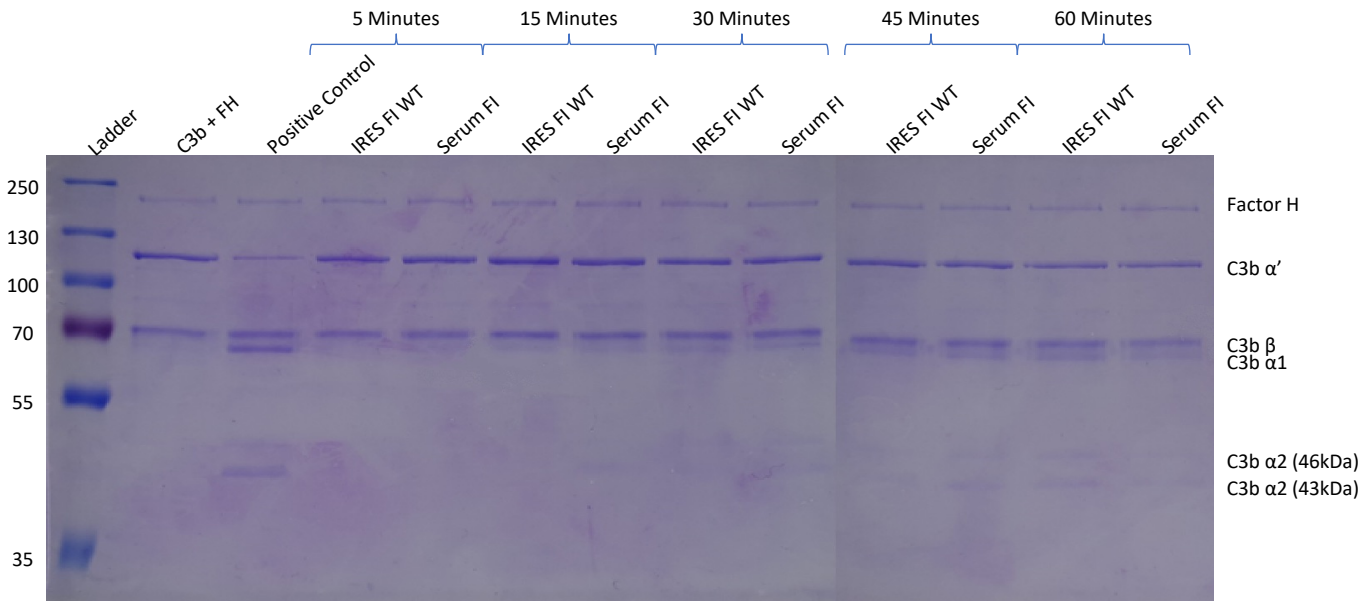 5 Minutes
15 Minutes
30 Minutes
45 Minutes
60 Minutes
Ladder
C3b + FH
Positive Control
IRES FI WT
Serum FI
IRES FI WT
Serum FI
IRES FI WT
Serum FI
IRES FI WT
Serum FI
IRES FI WT
Serum FI
250
130
100
70
55
35
Factor H
C3b α’
C3b β
C3b α1
C3b α2 (46kDa)
C3b α2 (43kDa)